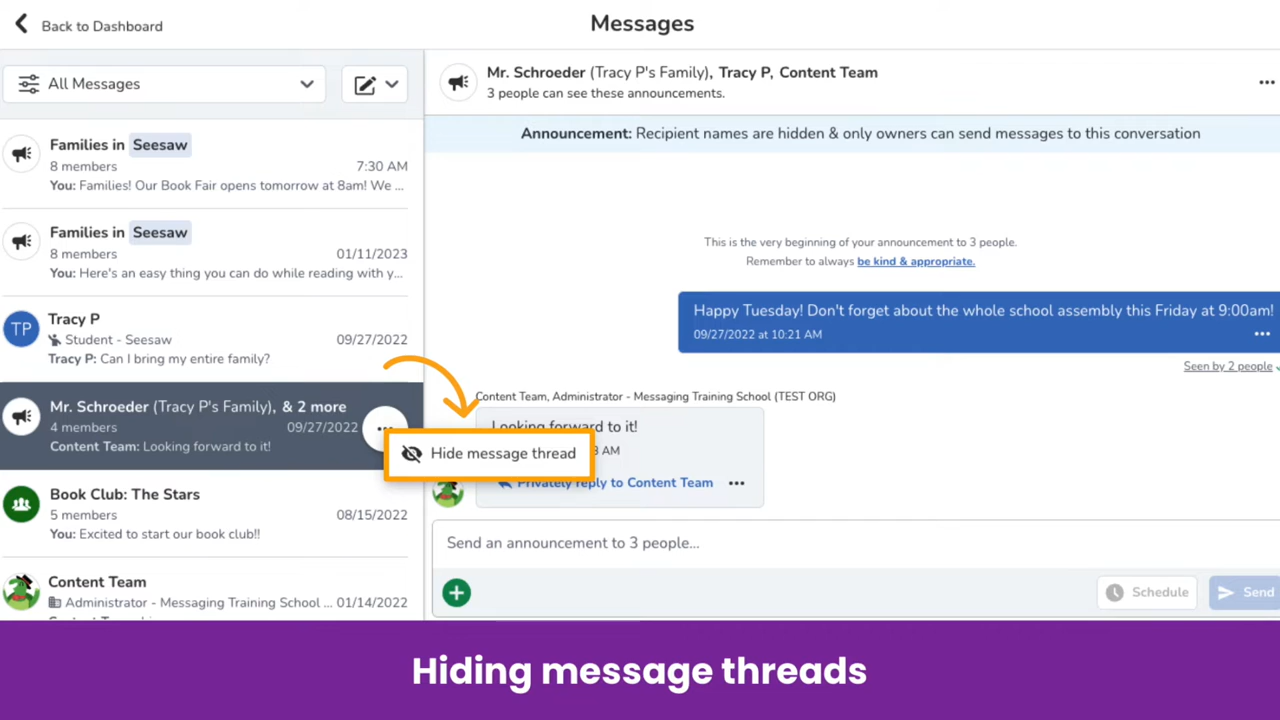 Back to Dashboard
Messages
All Messages
Families in Seesaw
8 members 7:30 AM
You: Families! Our Book Fair opens tomorrow at 8am! We ...
Families in Seesaw
8 members 01/11/2023
You: Here's an easy thing you can do while reading with y...
TP
Tracy P
Student - Seesaw 09/27/2022
Tracy P: Can I bring my entire family?
Mr. Schroeder (Tracy P's Family), & 2 more
4 members 09/27/2022
Content Team: Looking forward to it!
Hide message thread
Book Club: The Stars
5 members 08/15/2022
You: Excited to start our book club!!
Content Team
Administrator - Messaging Training School ... 01/14/2022
Mr. Schroeder (Tracy P's Family), Tracy P, Content Team
3 people can see these announcements.
Announcement: Recipient names are hidden & only owners can send messages to this conversation
This is the very beginning of your announcement to 3 people.
Remember to always be kind & appropriate.
Happy Tuesday! Don't forget about the whole school assembly this Friday at 9:00am!
09/27/2022 at 10:21 AM
Seen by 2 people
Content Team, Administrator - Messaging Training School (TEST ORG)
Looking forward to it!
AM
Privately reply to Content Team
Send an announcement to 3 people...
Schedule
Send
Hiding message threads